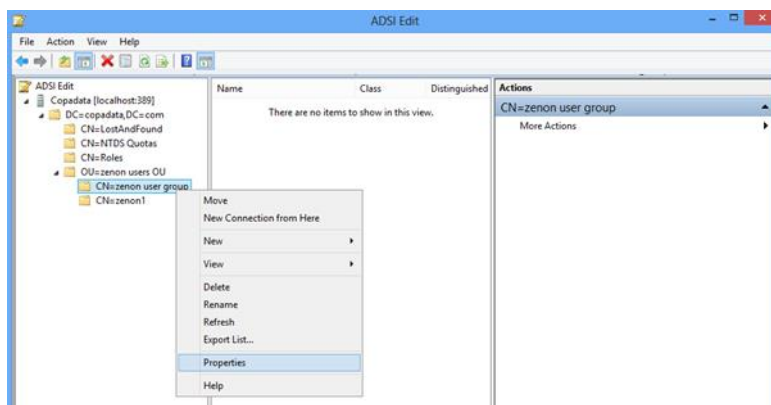 ADSI Edit
File Action View Help
ADSI Edit
Copadata [localhost:389]
DC=copadata,DC=com
CN=LostAndFound
CN=NTDS Quotas
CN=Roles
OU=zenon users OU
CN=zenon user group
CN=zenon1
Name Class Distinguished
There are no items to show in this view.
Move
New Connection from Here
New
View
Delete
Rename
Refresh
Export List...
Properties
Help
Actions
CN=zenon user group
More Actions